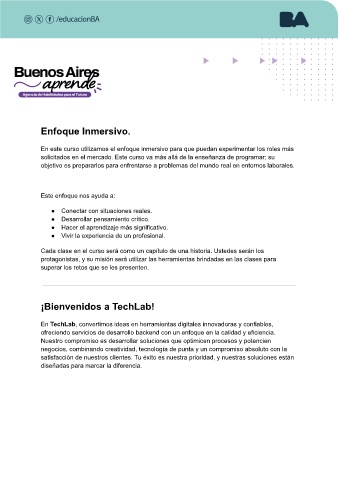 /educacionBA
BA
Buenos Aires
aprende
Agencia de Habilidades para el Futuro
Enfoque Inmersivo.
En este curso utilizamos el enfoque inmersivo para que puedan experimentar los roles más
solicitados en el mercado. Este curso va más allá de la enseñanza de programar; su
objetivo es prepararlos para enfrentarse a problemas del mundo real en entornos laborales.
Este enfoque nos ayuda a:
● Conectar con situaciones reales.
● Desarrollar pensamiento crítico.
● Hacer el aprendizaje más significativo.
● Vivir la experiencia de un profesional.
Cada clase en el curso será como un capítulo de una historia. Ustedes serán los
protagonistas, y su misión será utilizar las herramientas brindadas en las clases para
superar los retos que se les presenten.
¡Bienvenidos a TechLab!
En TechLab, convertimos ideas en herramientas digitales innovadoras y confiables,
ofreciendo servicios de desarrollo backend con un enfoque en la calidad y eficiencia.
Nuestro compromiso es desarrollar soluciones que optimicen procesos y potencien
negocios, combinando creatividad, tecnología de punta y un compromiso absoluto con la
satisfacción de nuestros clientes. Tu éxito es nuestra prioridad, y nuestras soluciones están
diseñadas para marcar la diferencia.